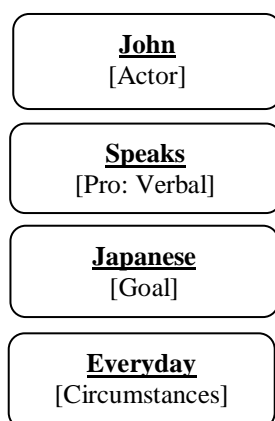 John
[Actor]
Speaks
[Pro: Verbal]
Japanese
[Goal]
Everyday
[Circumstances]